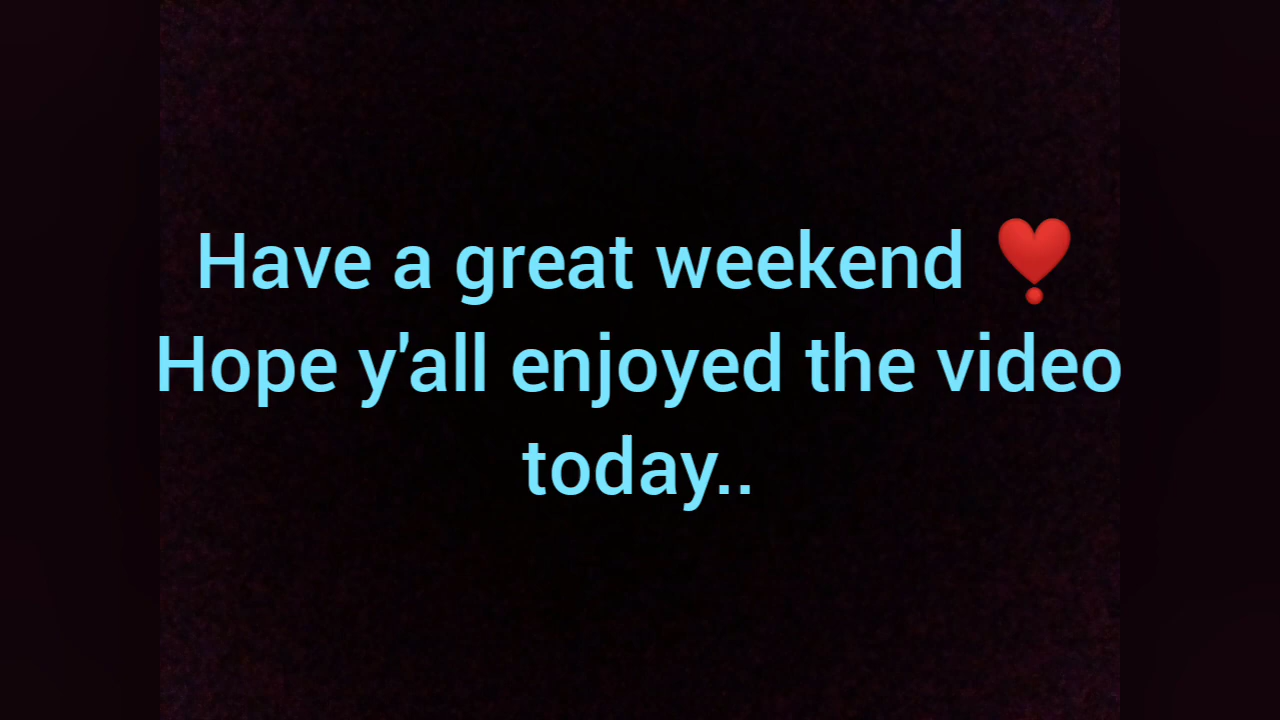 Have a great weekend ❣️
Hope y'all enjoyed the video
today..